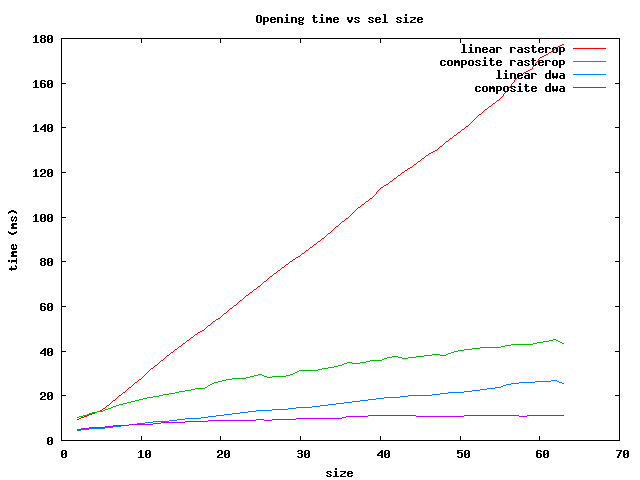 Opening time vs sel size
linear rasterop
composite rasterop
linear dwa
composite dwa
180
160
140
120
100
80
60
40
20
0
time (ms)
0 10 20 30 40 50 60 70
size